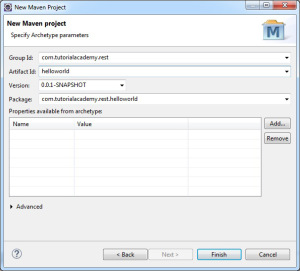 New Maven Project
New Maven project
Specify Archetype parameters
M
Group Id: com.tutorialacademy.rest
Artifact Id: helloworld
Version: 0.0.1-SNAPSHOT
Package: com.tutorialacademy.rest.helloworld
Properties available from archetype:
Name Value Add...
Remove
Advanced
? < Back Next > Finish Cancel